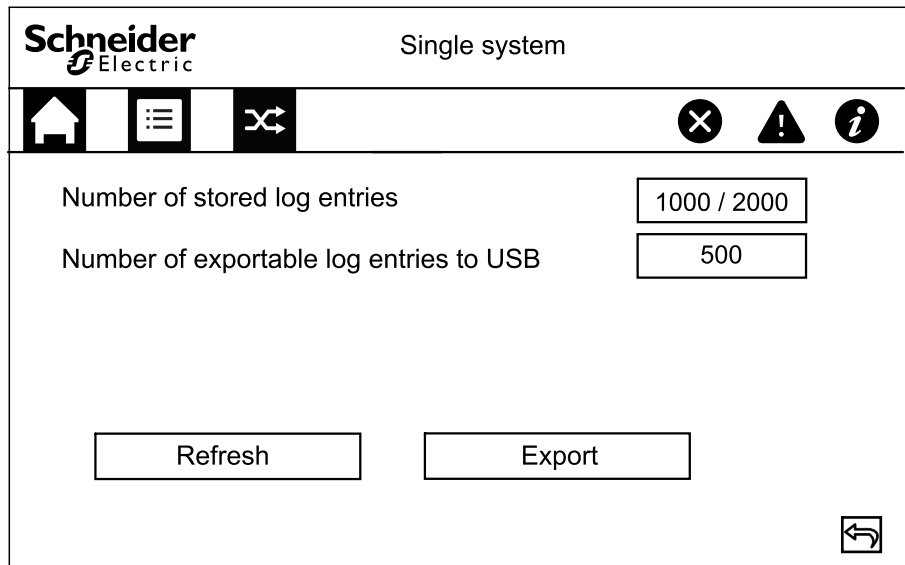 Schneider
Electric
Single system
Number of stored log entries
1000 / 2000
Number of exportable log entries to USB
500
Refresh
Export